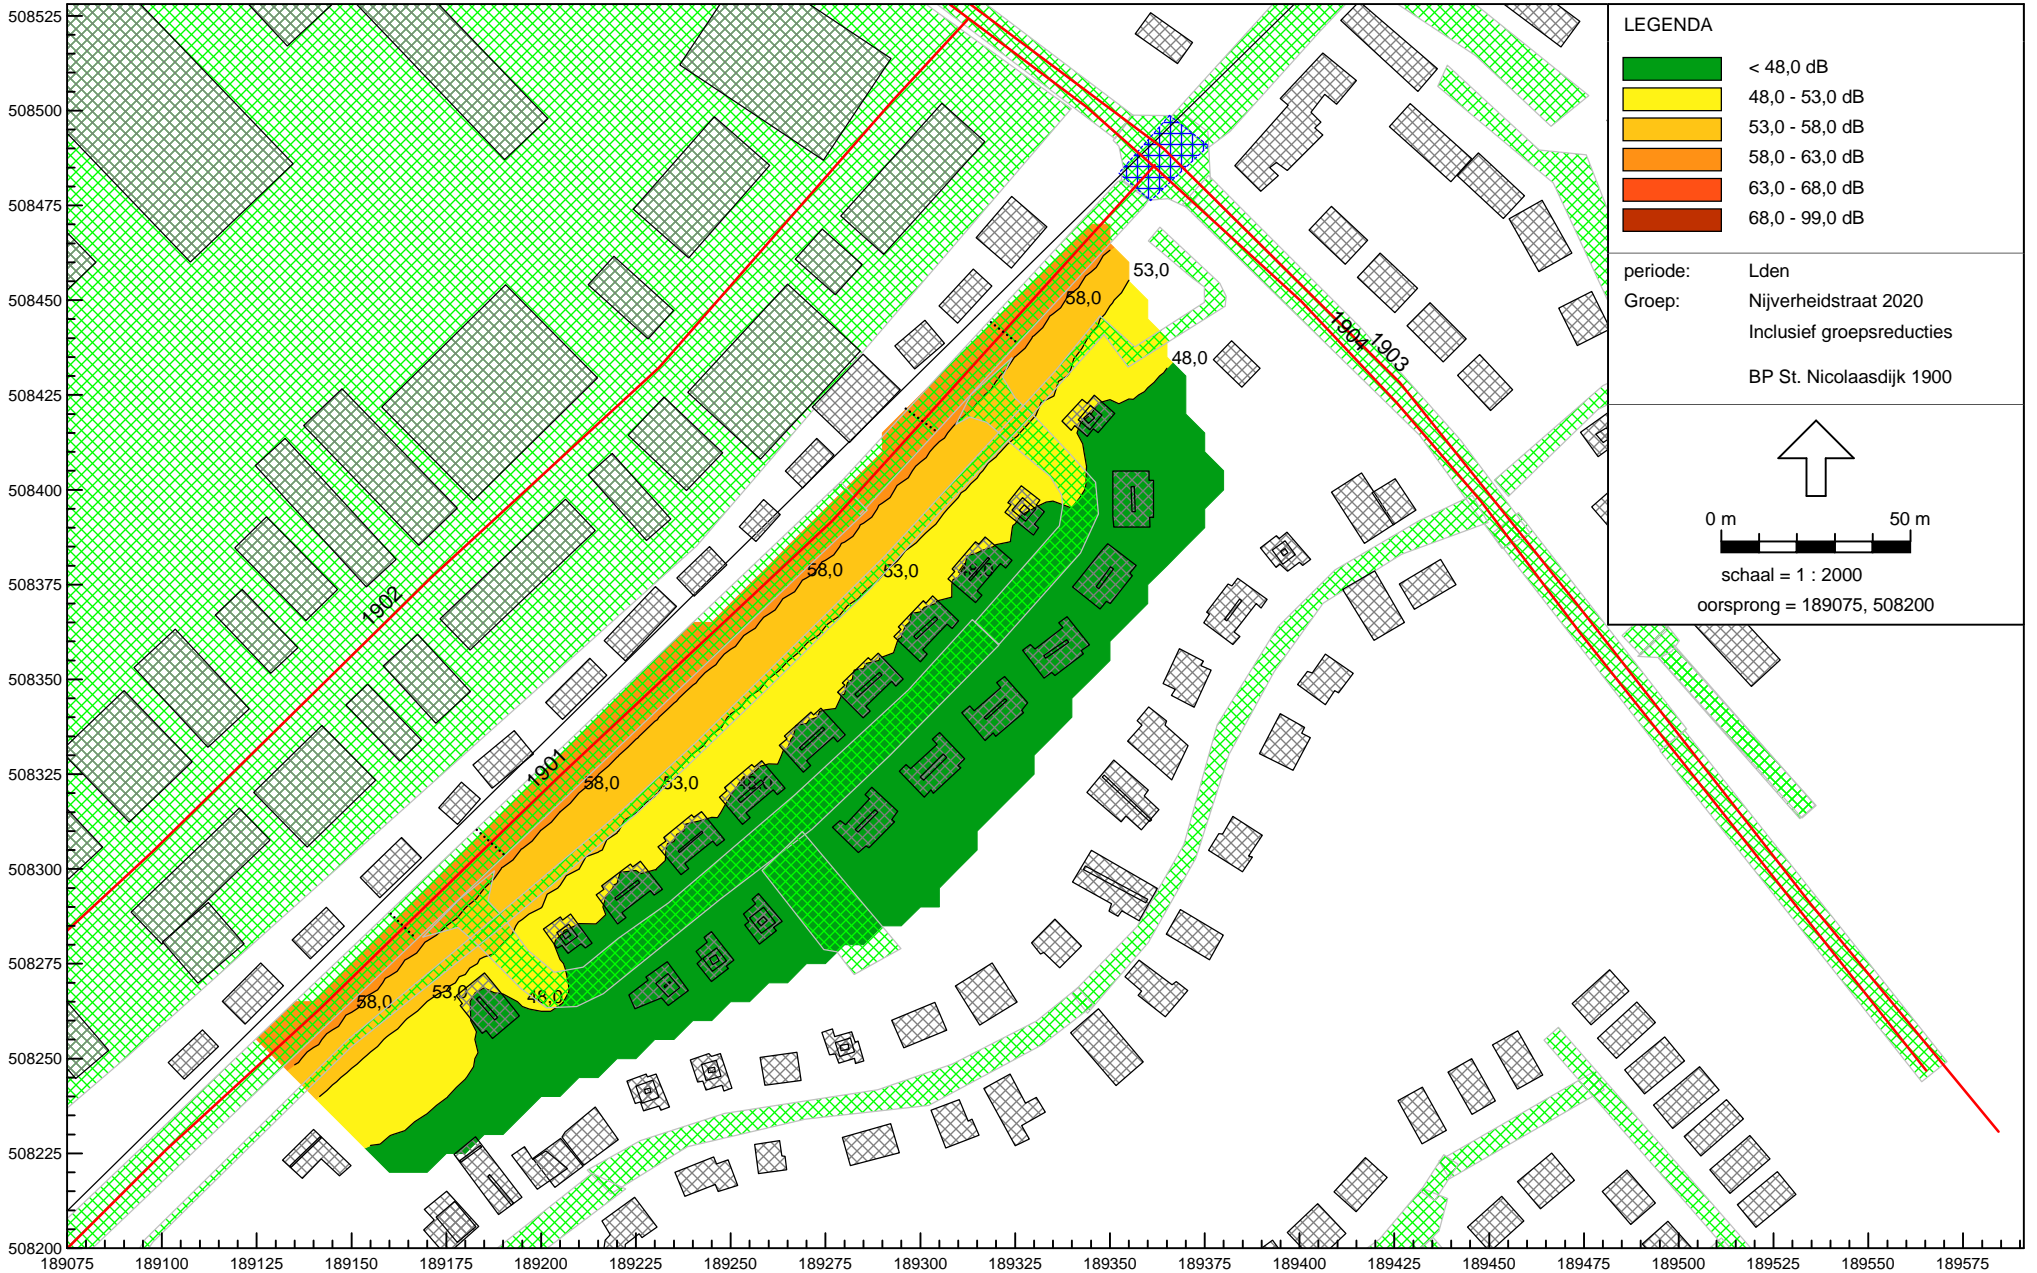 LEGENDA
< 48,0 dB
48,0 - 53,0 dB
53,0 - 58,0 dB
58,0 - 63,0 dB
63,0 - 68,0 dB
68,0 - 99,0 dB
periode: Lden
Groep: Nijverheidstraat 2020
Inclusief groepsreducties
BP St. Nicolaasdijk 1900
0 m 50 m
schaal = 1 : 2000
oorsprong = 189075, 508200
508525
508500
508475
508450
508425
508400
508375
508350
508325
508300
508275
508250
508225
508200
189075 189100 189125 189150 189175 189200 189225 189250 189275 189300 189325 189350 189375 189400 189425 189450 189475 189500 189525 189550 189575
53,0
58,0
48,0
1904
1903
58,0 53,0
1902
1901
58,0 53,0
58,0 53,0 48,0